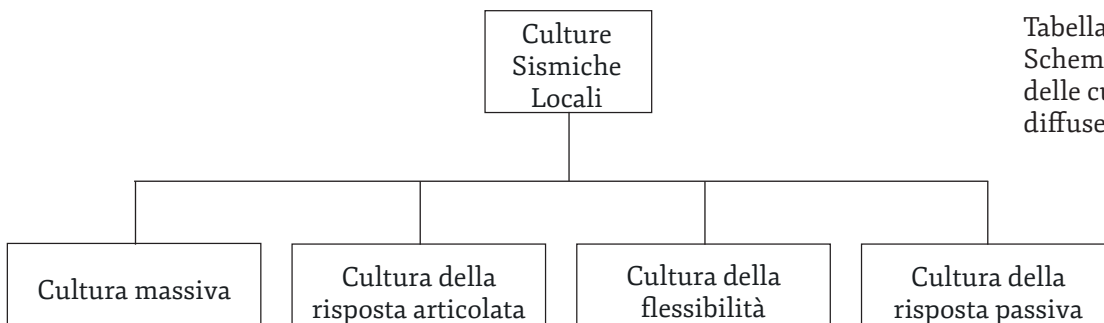 Culture
Sismiche
Locali
Tabella
Schem
delle cu
diffuse
Cultura massiva
Cultura della
risposta articolata
Cultura della
flessibilità
Cultura della
risposta passiva